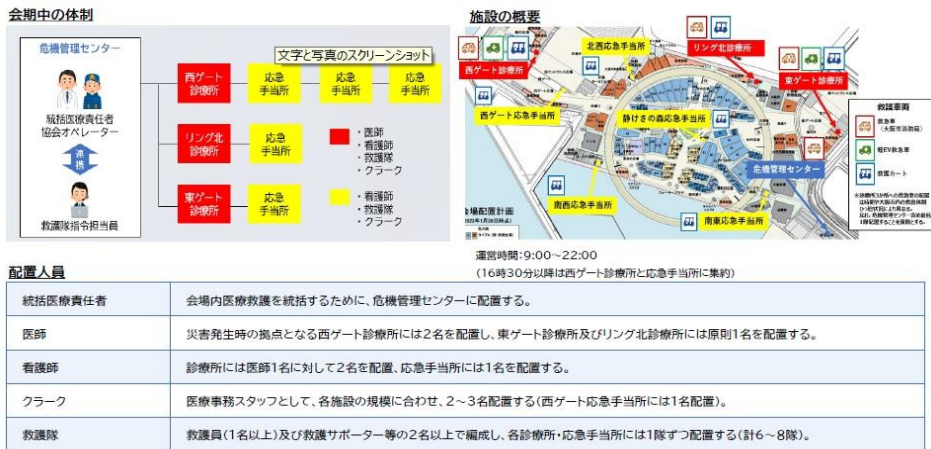 会期中の体制
危機管理センター
統括医療責任者
協会オペレーター
連携
救護隊指令担当員
文字と写真のスクリーンショット
西ゲート
診療所
応急
手当所
応急
手当所
応急
手当所
リング北
診療所
応急
手当所
東ゲート
診療所
応急
手当所
・医師
・看護師
・救護隊
・クラーク
・看護師
・救護隊
・クラーク
施設の概要
北西応急手当所
リング北診療所
西ゲート診療所
東ゲート診療所
西ゲート応急手当所
静けさの森応急手当所
危機管理センター
南西応急手当所
南東応急手当所
会場配置計画
救護車両
救急車
(大阪市消防局)
軽EV救急車
救護カート
運営時間:9:00～22:00
(16時30分以降は西ゲート診療所と応急手当所に集約)
配置人員
統括医療責任者 会場内医療救護を統括するために、危機管理センターに配置する。
医師 災害発生時の拠点となる西ゲート診療所には2名を配置し、東ゲート診療所及びリング北診療所には原則1名を配置する。
看護師 診療所には医師1名に対して2名を配置、応急手当所には1名を配置する。
クラーク 医療事務スタッフとして、各施設の規模に合わせ、2～3名配置する(西ゲート応急手当所には1名配置)。
救護隊 救護員(1名以上)及び救護サポーター等の2名以上で編成し、各診療所・応急手当所には1隊ずつ配置する(計6～8隊)。